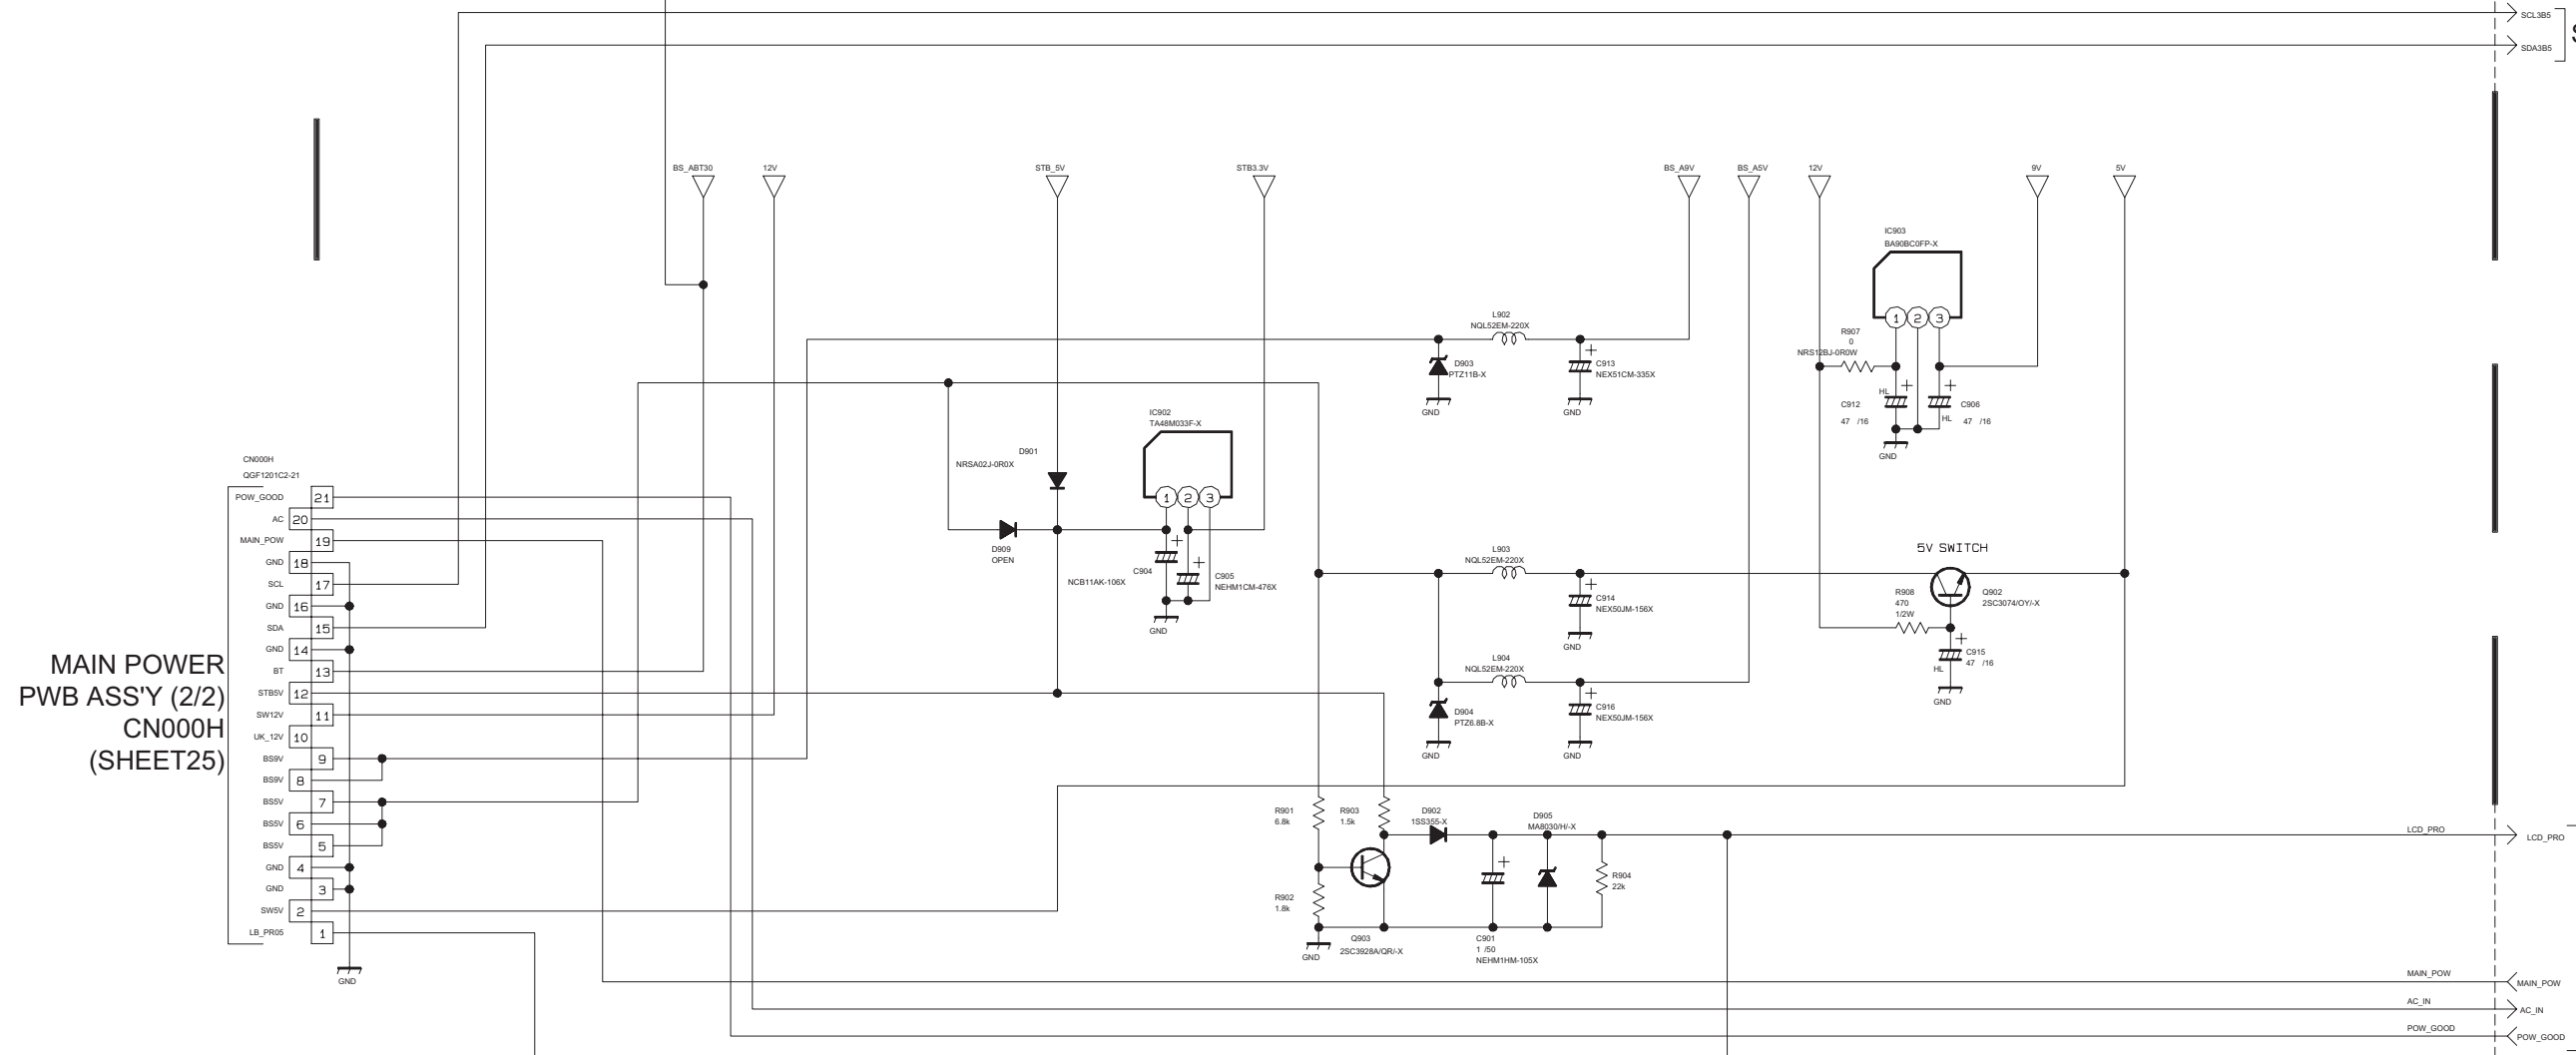 SCL3B5
SDA3B5
BS_ABT30
12V
STB_5V
STB3.3V
BS_A9V
BS_A5V
12V
9V
5V
IC903
BA90BC0FP-X
1 2 3
R907
0
NRS12BJ-0R0W
HL
C912
47 /16
HL
C906
47 /16
GND
L902
NQL52EM-220X
D903
PTZ11B-X
GND
C913
NEX51CM-335X
GND
IC902
TA48M033F-X
1 2 3
D901
NRSA02J-0R0X
D909
OPEN
C904
NCB11AK-106X
C905
NEHM1CM-476X
GND
L903
NQL52EM-220X
C914
NEX50JM-156X
GND
5V SWITCH
Q902
2SC3074/OY/-X
R908
470
1/2W
C915
47 /16
HL
GND
L904
NQL52EM-220X
D904
PTZ6.8B-X
GND
C916
NEX50JM-156X
GND
MAIN POWER
PWB ASS'Y (2/2)
CN000H
(SHEET25)
CN000H
QGF1201C2-21
POW_GOOD 21
AC 20
MAIN_POW 19
GND 18
SCL 17
GND 16
SDA 15
GND 14
BT 13
STB5V 12
SW12V 11
UK_12V 10
BS9V 9
BS9V 8
BS5V 7
BS5V 6
BS5V 5
GND 4
GND 3
SW5V 2
LB_PR05 1
GND
R901
6.8k
R903
1.5k
D902
1SS355-X
D905
MA8030/H/-X
R904
22k
R902
1.8k
GND
Q903
2SC3928A/QR/-X
C901
1 /50
NEHM1HM-105X
LCD_PRO
LCD_PRO
MAIN_POW
MAIN_POW
AC_IN
AC_IN
POW_GOOD
POW_GOOD